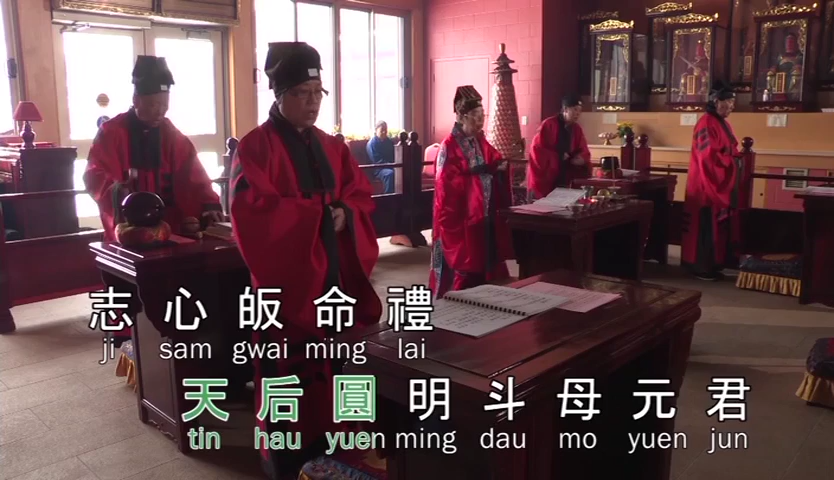 志心皈命禮
ji sam gwai ming lai
天后圓明斗母元君
tin hau yuen ming dau mo yuen jun